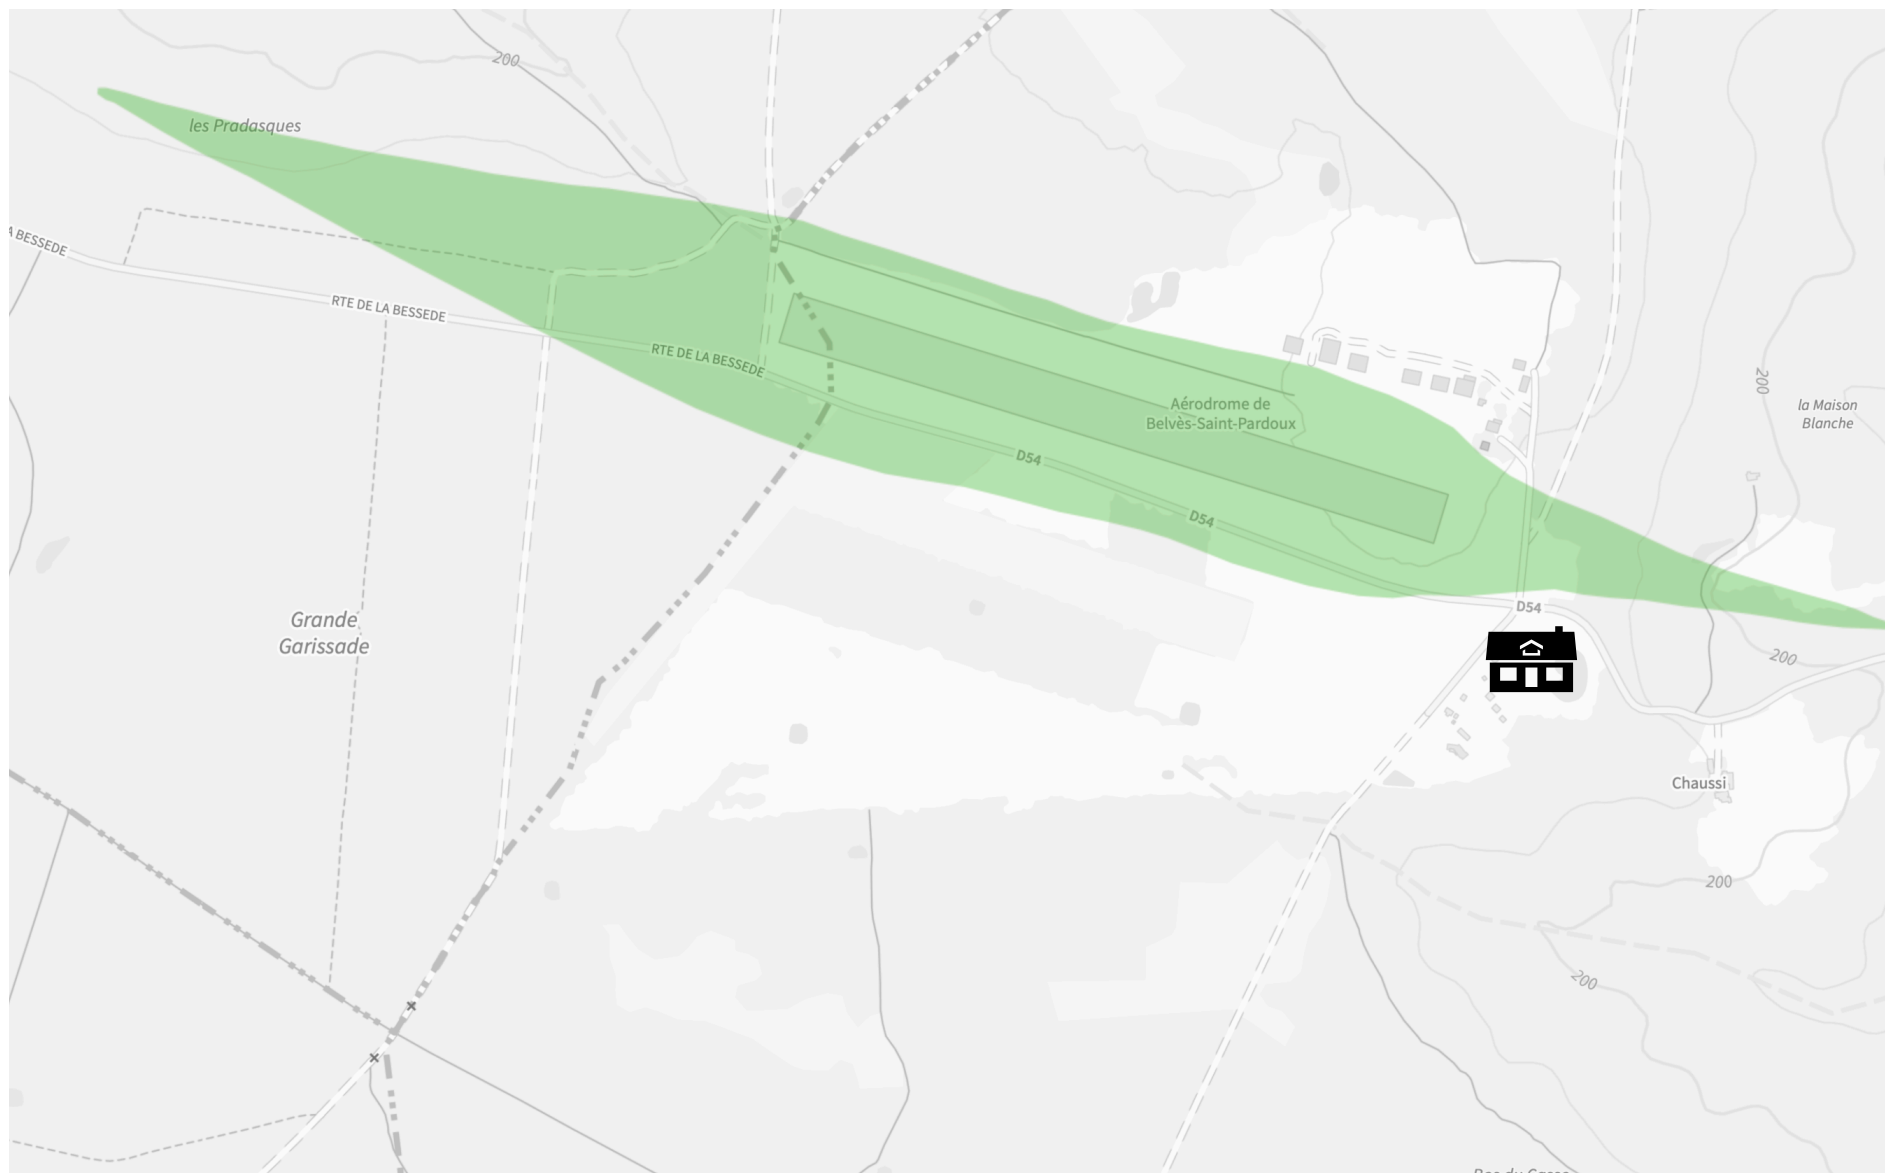 200
les Pradasques
A BESSEDE
RTE DE LA BESSEDE
RTE DE LA BESSEDE
200
Aérodrome de
Belvès-Saint-Pardoux
la Maison
Blanche
D54
D54
D54
Grande
Garissade
200
Chaussi
200
200